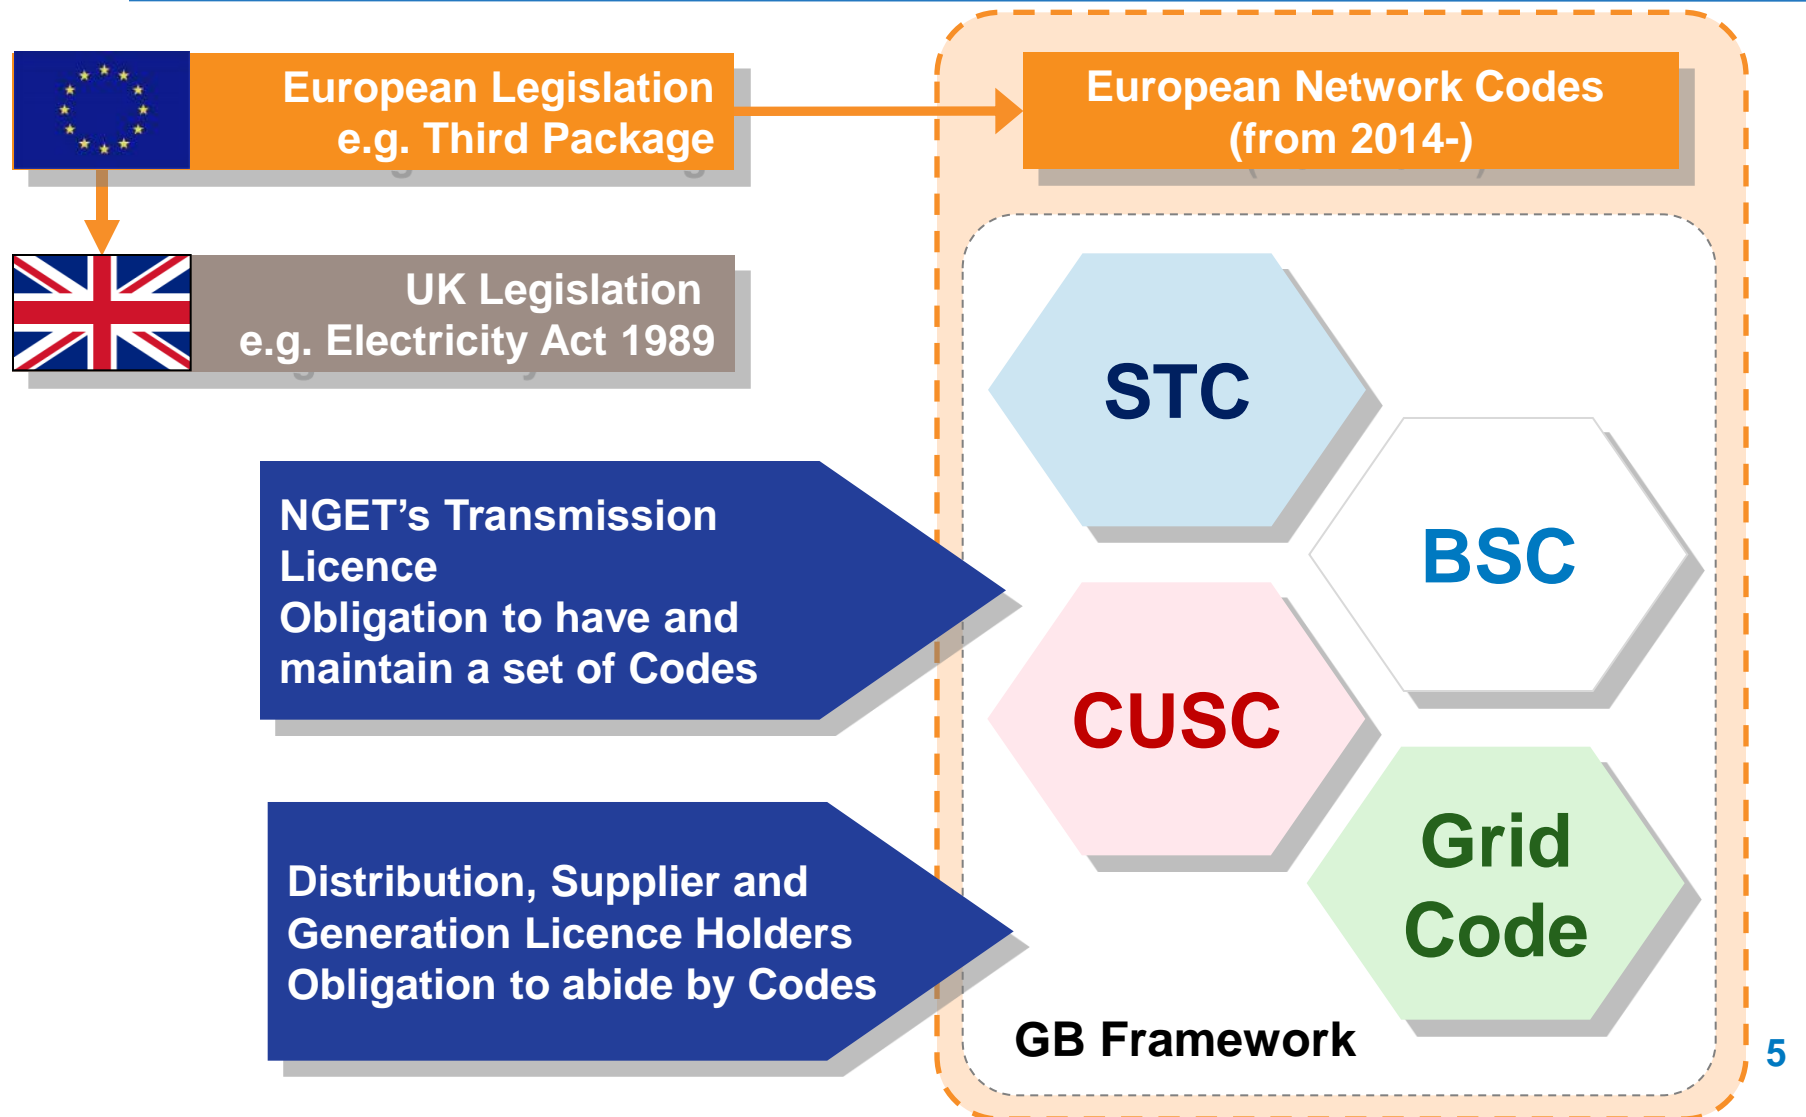 European Legislation
e.g. Third Package
European Network Codes
(from 2014-)
UK Legislation
e.g. Electricity Act 1989
NGET’s Transmission
Licence
Obligation to have and
maintain a set of Codes
Distribution, Supplier and
Generation Licence Holders
Obligation to abide by Codes
STC
BSC
CUSC
Grid
Code
GB Framework
5